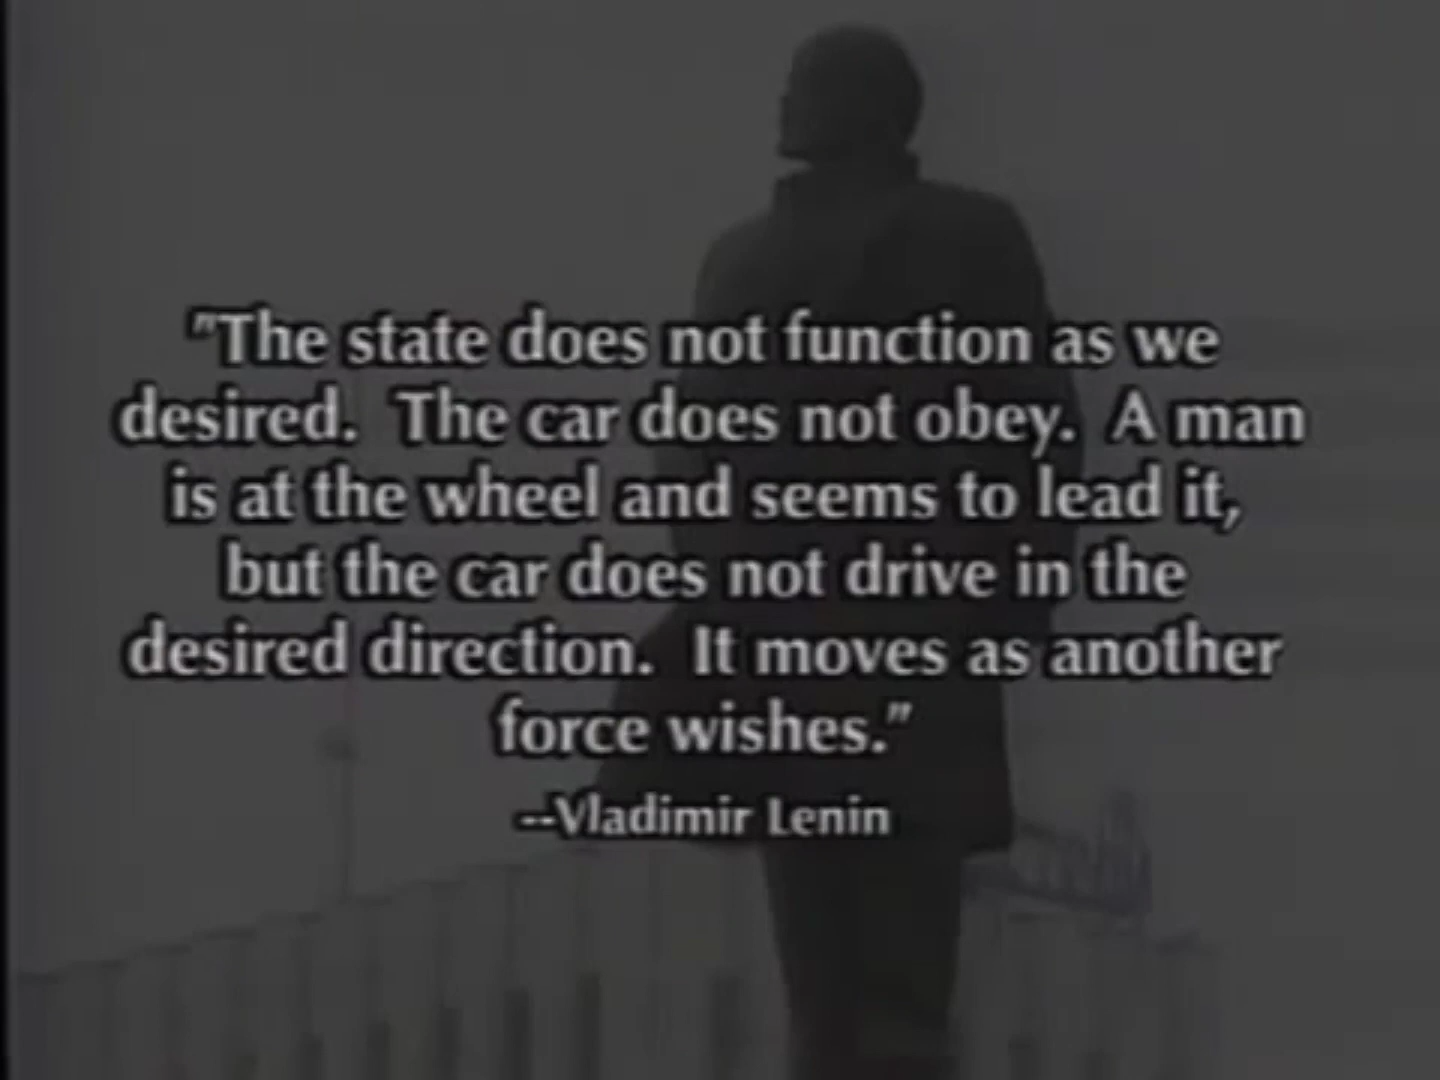 "The state does not function as we
desired.  The car does not obey.  A man
is at the wheel and seems to lead it,
but the car does not drive in the
desired direction.  It moves as another
force wishes."
--Vladimir Lenin